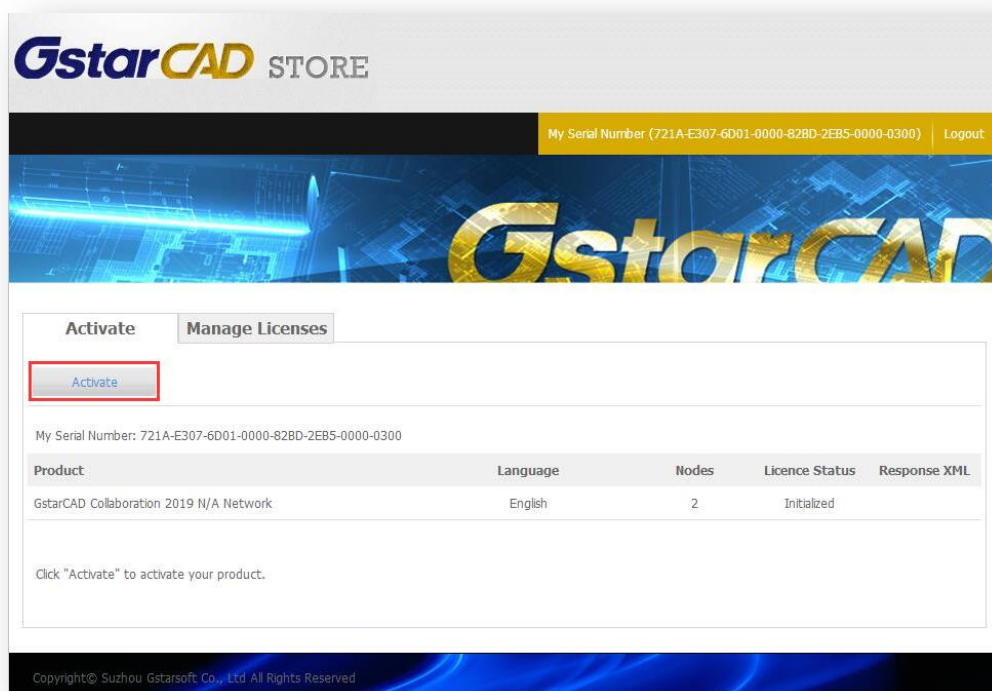 GstarCAD STORE
My Serial Number (721A-E307-6D01-0000-82BD-2EB5-0000-0300) Logout
GstarCAD
Activate Manage Licenses
Activate
My Serial Number: 721A-E307-6D01-0000-82BD-2EB5-0000-0300
Product Language Nodes Licence Status Response XML
GstarCAD Collaboration 2019 N/A Network English 2 Initialized
Click "Activate" to activate your product.
Copyright© Suzhou Gstarsoft Co., Ltd All Rights Reserved